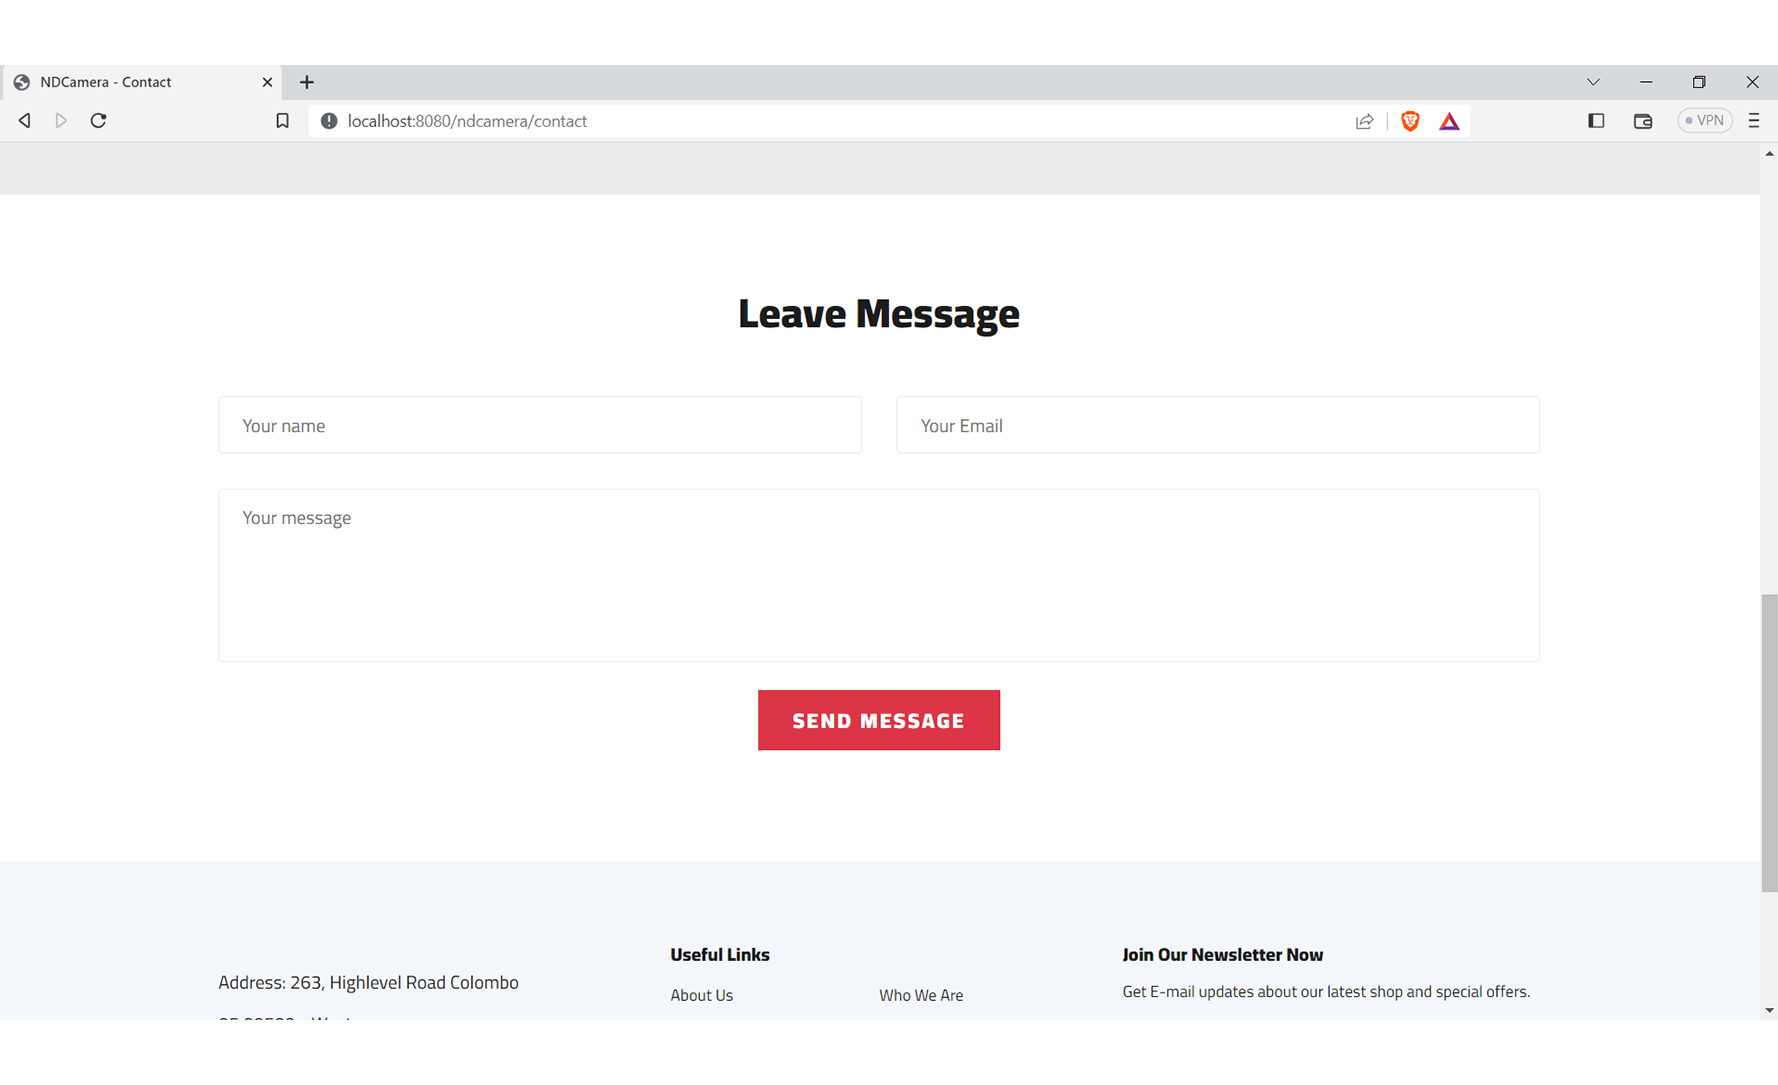 NDCamera - Contact
localhost:8080/ndcamera/contact
VPN
Leave Message
Your name
Your Email
Your message
SEND MESSAGE
Address: 263, Highlevel Road Colombo
Useful Links
About Us
Who We Are
Join Our Newsletter Now
Get E-mail updates about our latest shop and special offers.